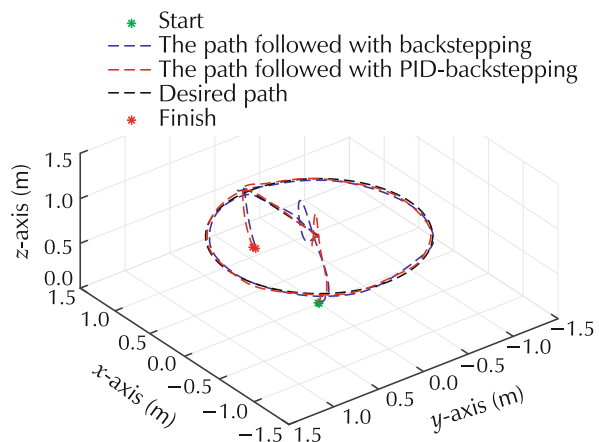 Start
The path followed with backstepping
The path followed with PID-backstepping
Desired path
Finish
z-axis (m)
1.5
1.0
0.5
0.0
x-axis (m)
1.5
1.0
0.5
0.0
−0.5
−1.0
−1.5
y-axis (m)
1.5
1.0
0.5
0.0
−0.5
−1.0
−1.5